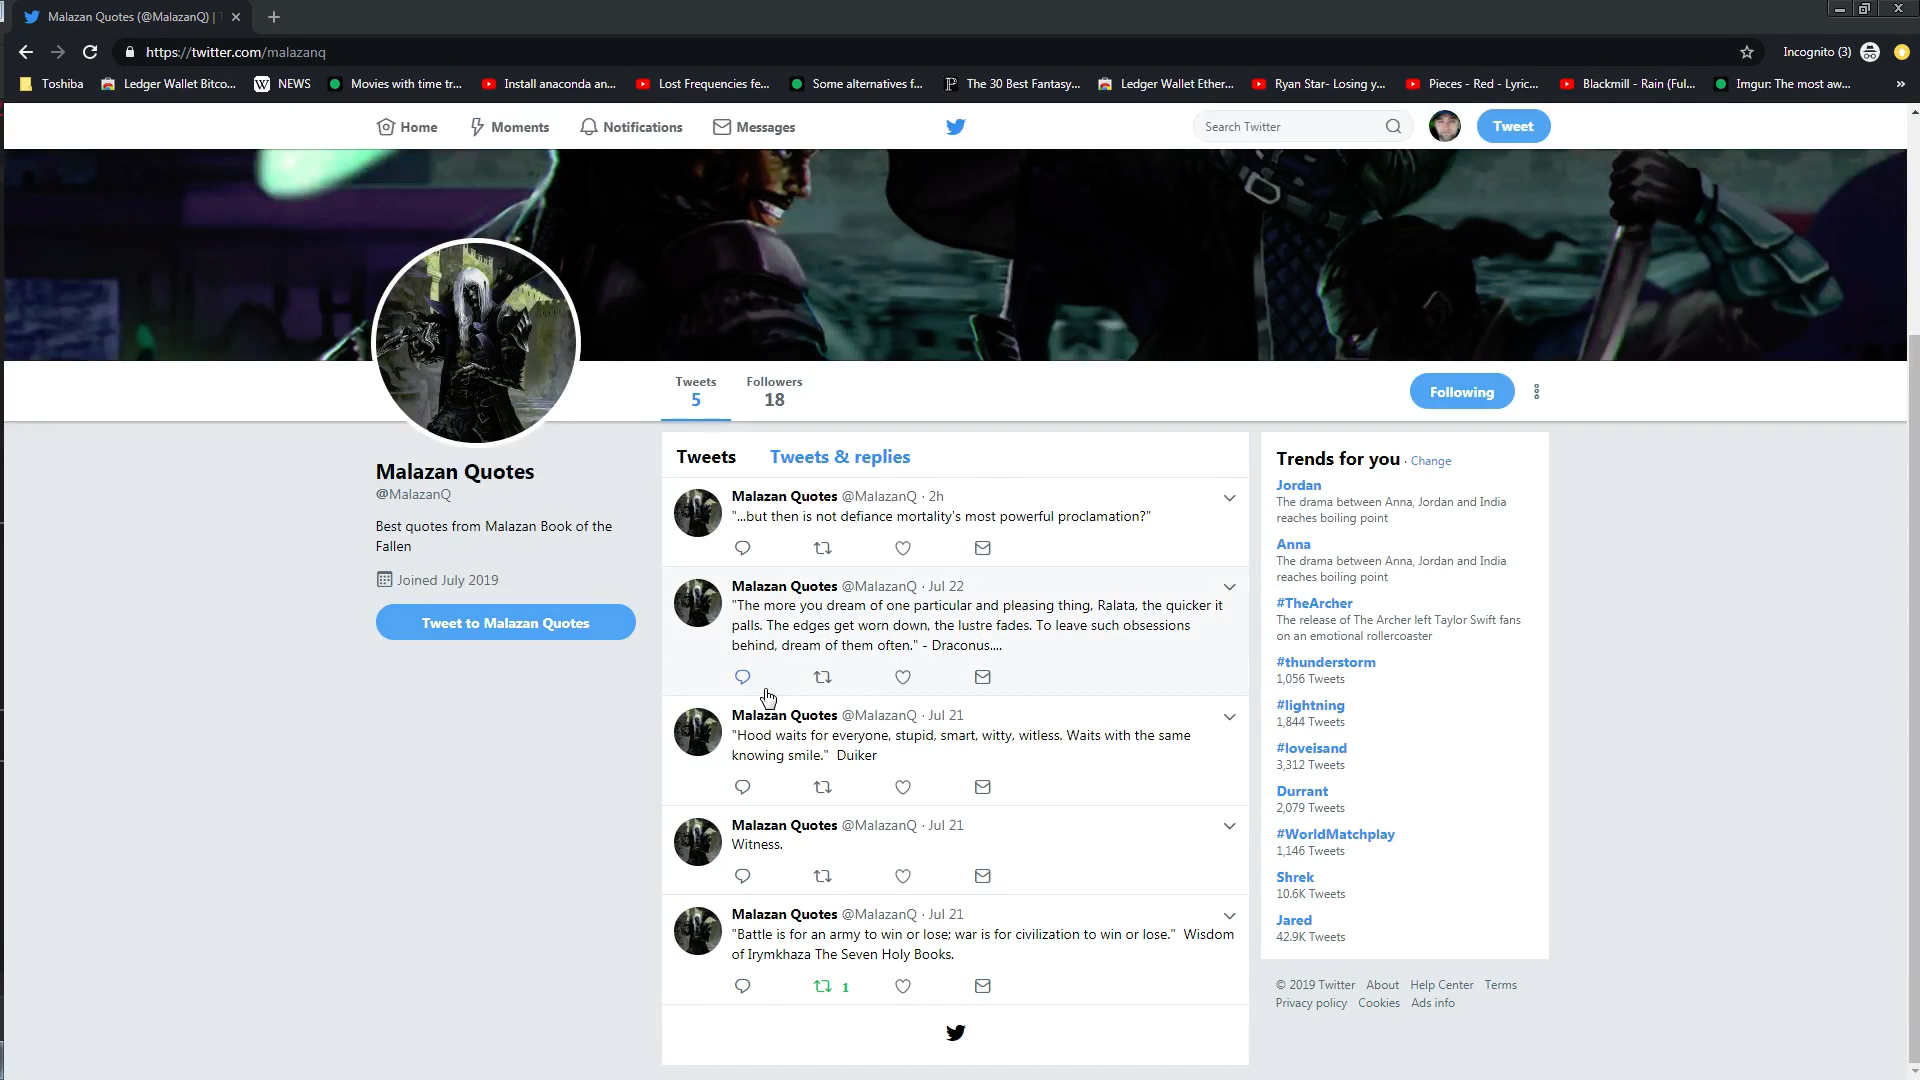 Malazan Quotes (@MalazanQ) |
https://twitter.com/malazanq
Incognito (3)
Toshiba
Ledger Wallet Bitco...
NEWS
Movies with time tr...
Install anaconda an...
Lost Frequencies fe...
Some alternatives f...
The 30 Best Fantasy...
Ledger Wallet Ether...
Ryan Star- Losing y...
Pieces - Red - Lyric...
Blackmill - Rain (Ful...
Imgur: The most aw...
»
Home
Moments
Notifications
Messages
Search Twitter
Tweet
Tweets
5
Followers
18
Following
Malazan Quotes
@MalazanQ
Best quotes from Malazan Book of the
Fallen
Joined July 2019
Tweet to Malazan Quotes
Tweets Tweets & replies
Malazan Quotes @MalazanQ · 2h
"...but then is not defiance mortality's most powerful proclamation?"
Malazan Quotes @MalazanQ · Jul 22
"The more you dream of one particular and pleasing thing, Ralata, the quicker it
palls. The edges get worn down, the lustre fades. To leave such obsessions
behind, dream of them often." - Draconus....
Malazan Quotes @MalazanQ · Jul 21
"Hood waits for everyone, stupid, smart, witty, witless. Waits with the same
knowing smile."  Duiker
Malazan Quotes @MalazanQ · Jul 21
Witness.
Malazan Quotes @MalazanQ · Jul 21
"Battle is for an army to win or lose; war is for civilization to win or lose."  Wisdom
of Irymkhaza The Seven Holy Books.
1
Trends for you · Change
Jordan
The drama between Anna, Jordan and India
reaches boiling point
Anna
The drama between Anna, Jordan and India
reaches boiling point
#TheArcher
The release of The Archer left Taylor Swift fans
on an emotional rollercoaster
#thunderstorm
1,056 Tweets
#lightning
1,844 Tweets
#loveisand
3,312 Tweets
Durrant
2,079 Tweets
#WorldMatchplay
1,146 Tweets
Shrek
10.6K Tweets
Jared
42.9K Tweets
© 2019 Twitter About Help Center Terms
Privacy policy Cookies Ads info